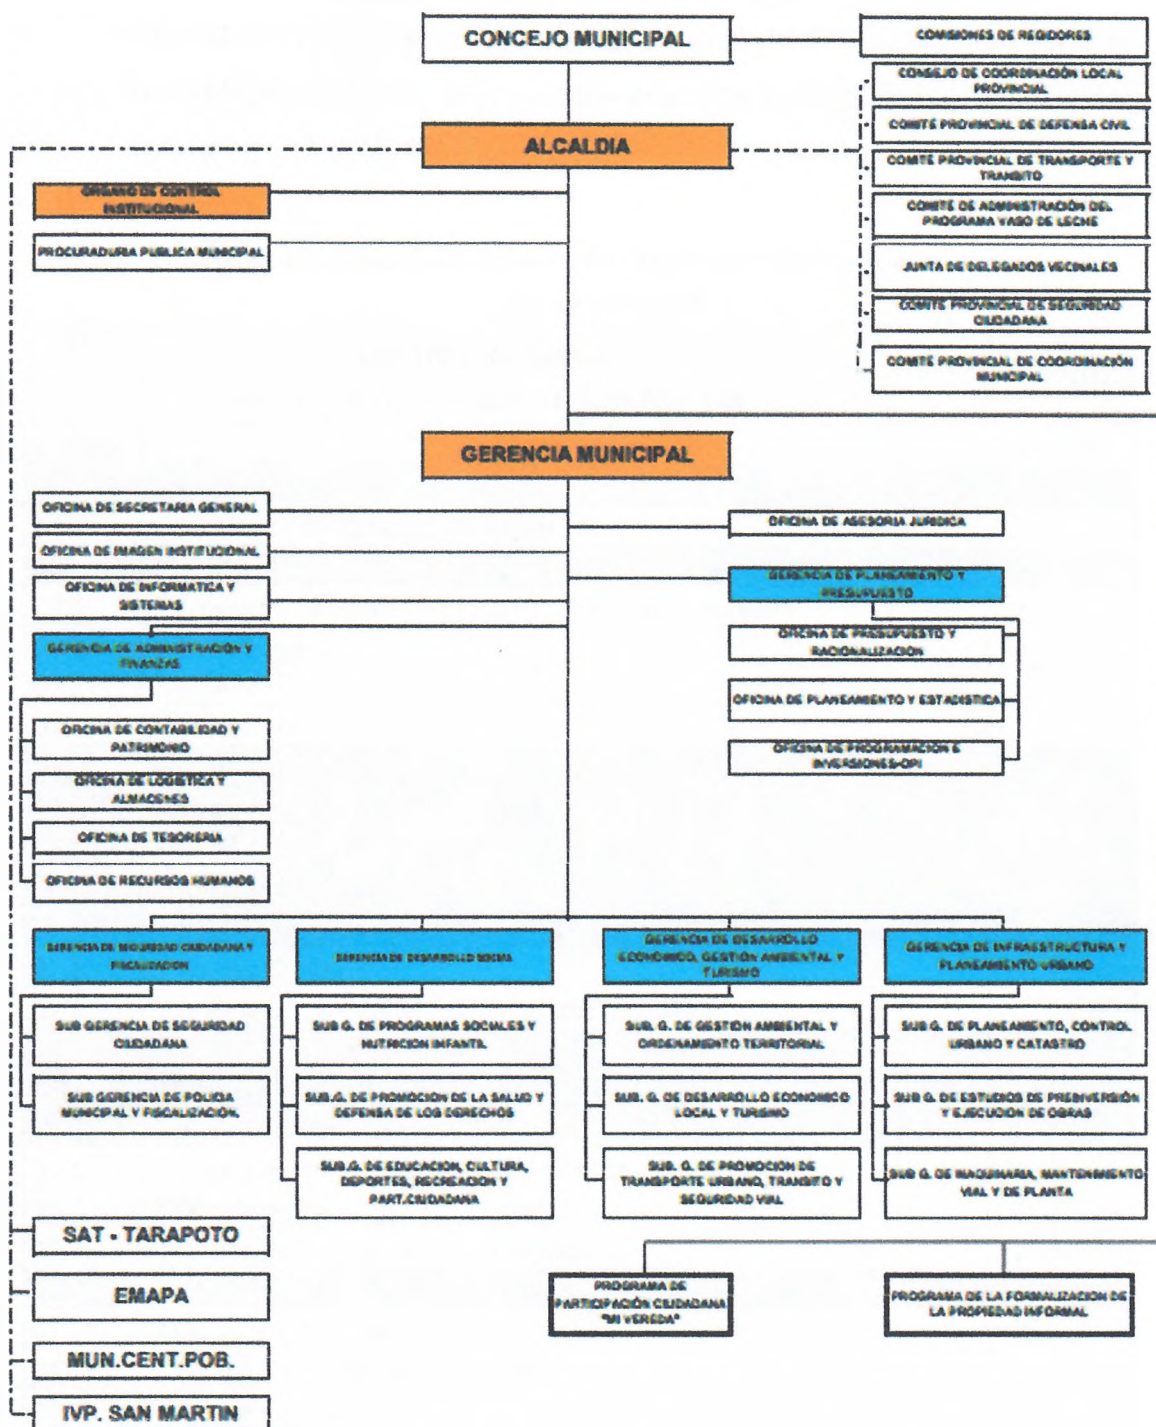 CONCEJO MUNICIPAL
COMISIONES DE REGIDORES
CONSEJO DE COORDINACIÓN LOCAL
PROVINCIAL
ALCALDIA
COMITÉ PROVINCIAL DE DEFENSA CIVIL
COMITÉ PROVINCIAL DE TRANSPORTE Y
TRANSITO
ORGANO DE CONTROL
INSTITUCIONAL
COMITÉ DE ADMINISTRACIÓN DEL
PROGRAMA VASO DE LECHE
PROCURADURIA PUBLICA MUNICIPAL
JUNTA DE DELEGADOS VECINALES
COMITÉ PROVINCIAL DE SEGURIDAD
CIUDADANA
COMITÉ PROVINCIAL DE COORDINACIÓN
MUNICIPAL
GERENCIA MUNICIPAL
OFICINA DE SECRETARIA GENERAL
OFICINA DE ASESORIA JURIDICA
OFICINA DE IMAGEN INSTITUCIONAL
GERENCIA DE PLANEAMIENTO Y
PRESUPUESTO
OFICINA DE INFORMATICA Y
SISTEMAS
OFICINA DE PRESUPUESTO Y
RACIONALIZACIÓN
GERENCIA DE ADMINISTRACIÓN Y
FINANZAS
OFICINA DE PLANEAMIENTO Y ESTADISTICA
OFICINA DE CONTABILIDAD Y
PATRIMONIO
OFICINA DE PROGRAMACION E
INVERSIONES-OPI
OFICINA DE LOGISTICA Y
ALMACENES
OFICINA DE TESORERIA
OFICINA DE RECURSOS HUMANOS
GERENCIA DE SEGURIDAD CIUDADANA Y
FISCALIZACION
GERENCIA DE DESARROLLO SOCIAL
GERENCIA DE DESARROLLO
ECONOMICO, GESTIÓN AMBIENTAL Y
TURISMO
GERENCIA DE INFRAESTRUCTURA Y
PLANEAMIENTO URBANO
SUB GERENCIA DE SEGURIDAD
CIUDADANA
SUB G. DE PROGRAMAS SOCIALES Y
NUTRICION INFANTIL
SUB. G. DE GESTIÓN AMBIENTAL Y
ORDENAMIENTO TERRITORIAL
SUB G. DE PLANEAMIENTO, CONTROL
URBANO Y CATASTRO
SUB GERENCIA DE POLICIA
MUNICIPAL Y FISCALIZACIÓN.
SUB.G. DE PROMOCION DE LA SALUD Y
DEFENSA DE LOS DERECHOS
SUB. G. DE DESARROLLO ECONOMICO
LOCAL Y TURISMO
SUB G. DE ESTUDIOS DE PREINVERSIÓN
Y EJECUCION DE OBRAS
SUB.G. DE EDUCACION, CULTURA,
DEPORTES, RECREACION Y
PART.CIUDADANA
SUB. G. DE PROMOCION DE
TRANSPORTE URBANO, TRANSITO Y
SEGURIDAD VIAL
SUB G. DE MAQUINARIA, MANTENIMIENTO
VIAL Y DE PLANTA
SAT - TARAPOTO
EMAPA
PROGRAMA DE
PARTICIPACIÓN CIUDADANA
"MI VEREDA"
PROGRAMA DE LA FORMALIZACION DE
LA PROPIEDAD INFORMAL
MUN.CENT.POB.
IVP. SAN MARTIN